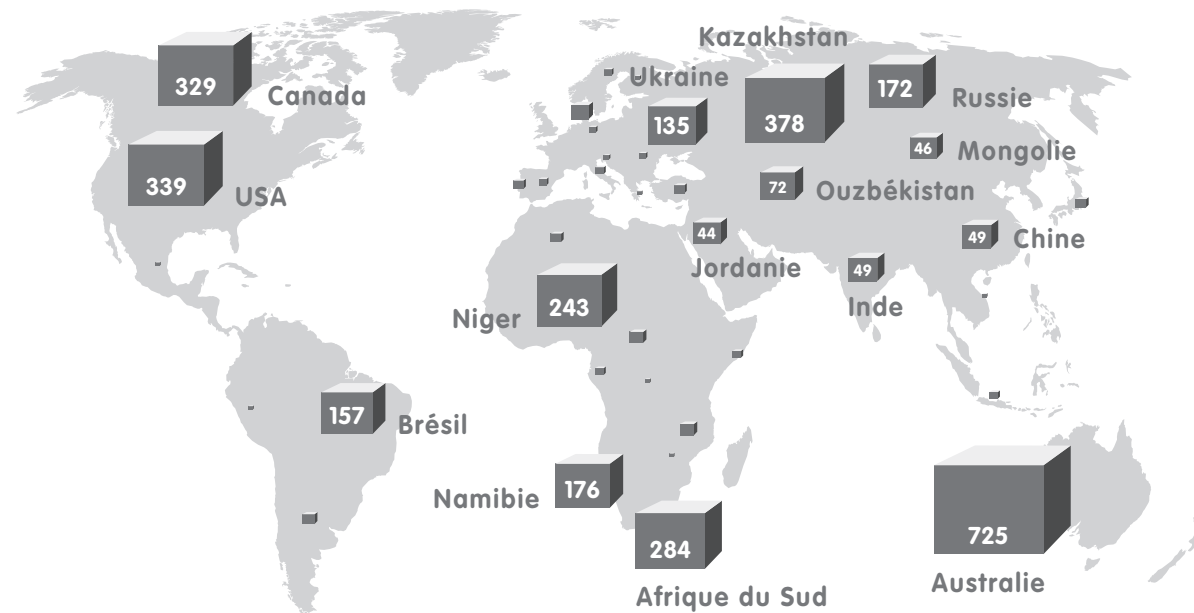 Kazakhstan
329
Canada
Ukraine
135
378
172
Russie
46
Mongolie
339
USA
72
Ouzbékistan
44
Jordanie
49
Chine
49
Inde
243
Niger
157
Brésil
176
Namibie
284
Afrique du Sud
725
Australie